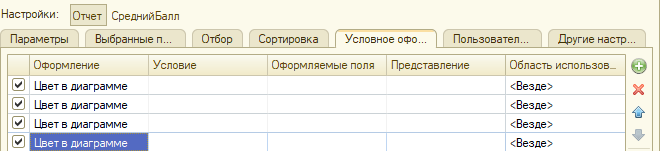 Настройки: Отчет СреднийБалл
Параметры Выбранные п... Отбор Сортировка Условное офо... Пользовател... Другие настр...
Оформление Условие Оформляемые поля Представление Область использов...
Цвет в диаграмме <Везде>
Цвет в диаграмме <Везде>
Цвет в диаграмме <Везде>
Цвет в диаграмме <Везде>